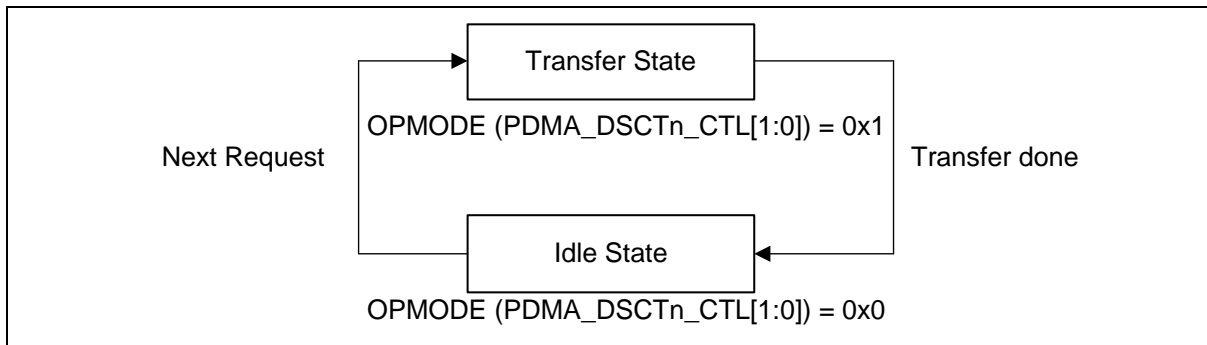 Transfer State
OPMODE (PDMA_DSCTn_CTL[1:0]) = 0x1
Next Request
Transfer done
Idle State
OPMODE (PDMA_DSCTn_CTL[1:0]) = 0x0